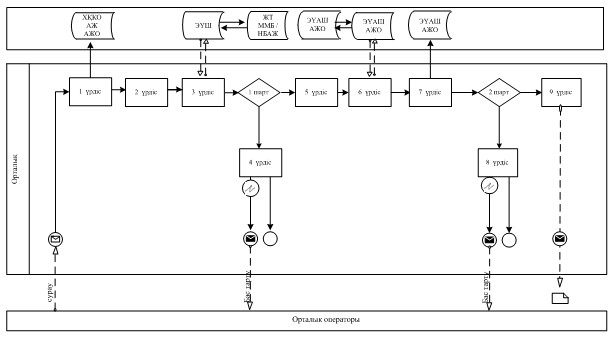 ХҚКО
АЖ
АЖО
ЭҮШ
ЖТ
ММБ /
НБАЖ
ЭҮАШ
АЖО
ЭҮАШ
АЖО
ЭҮАШ
АЖО
Орталық
1 үрдіс
2 үрдіс
3 үрдіс
1 шарт
5 үрдіс
6 үрдіс
7 үрдіс
2 шарт
9 үрдіс
4 үрдіс
8 үрдіс
сұрау
Бас тарту
Бас тарту
Орталық операторы